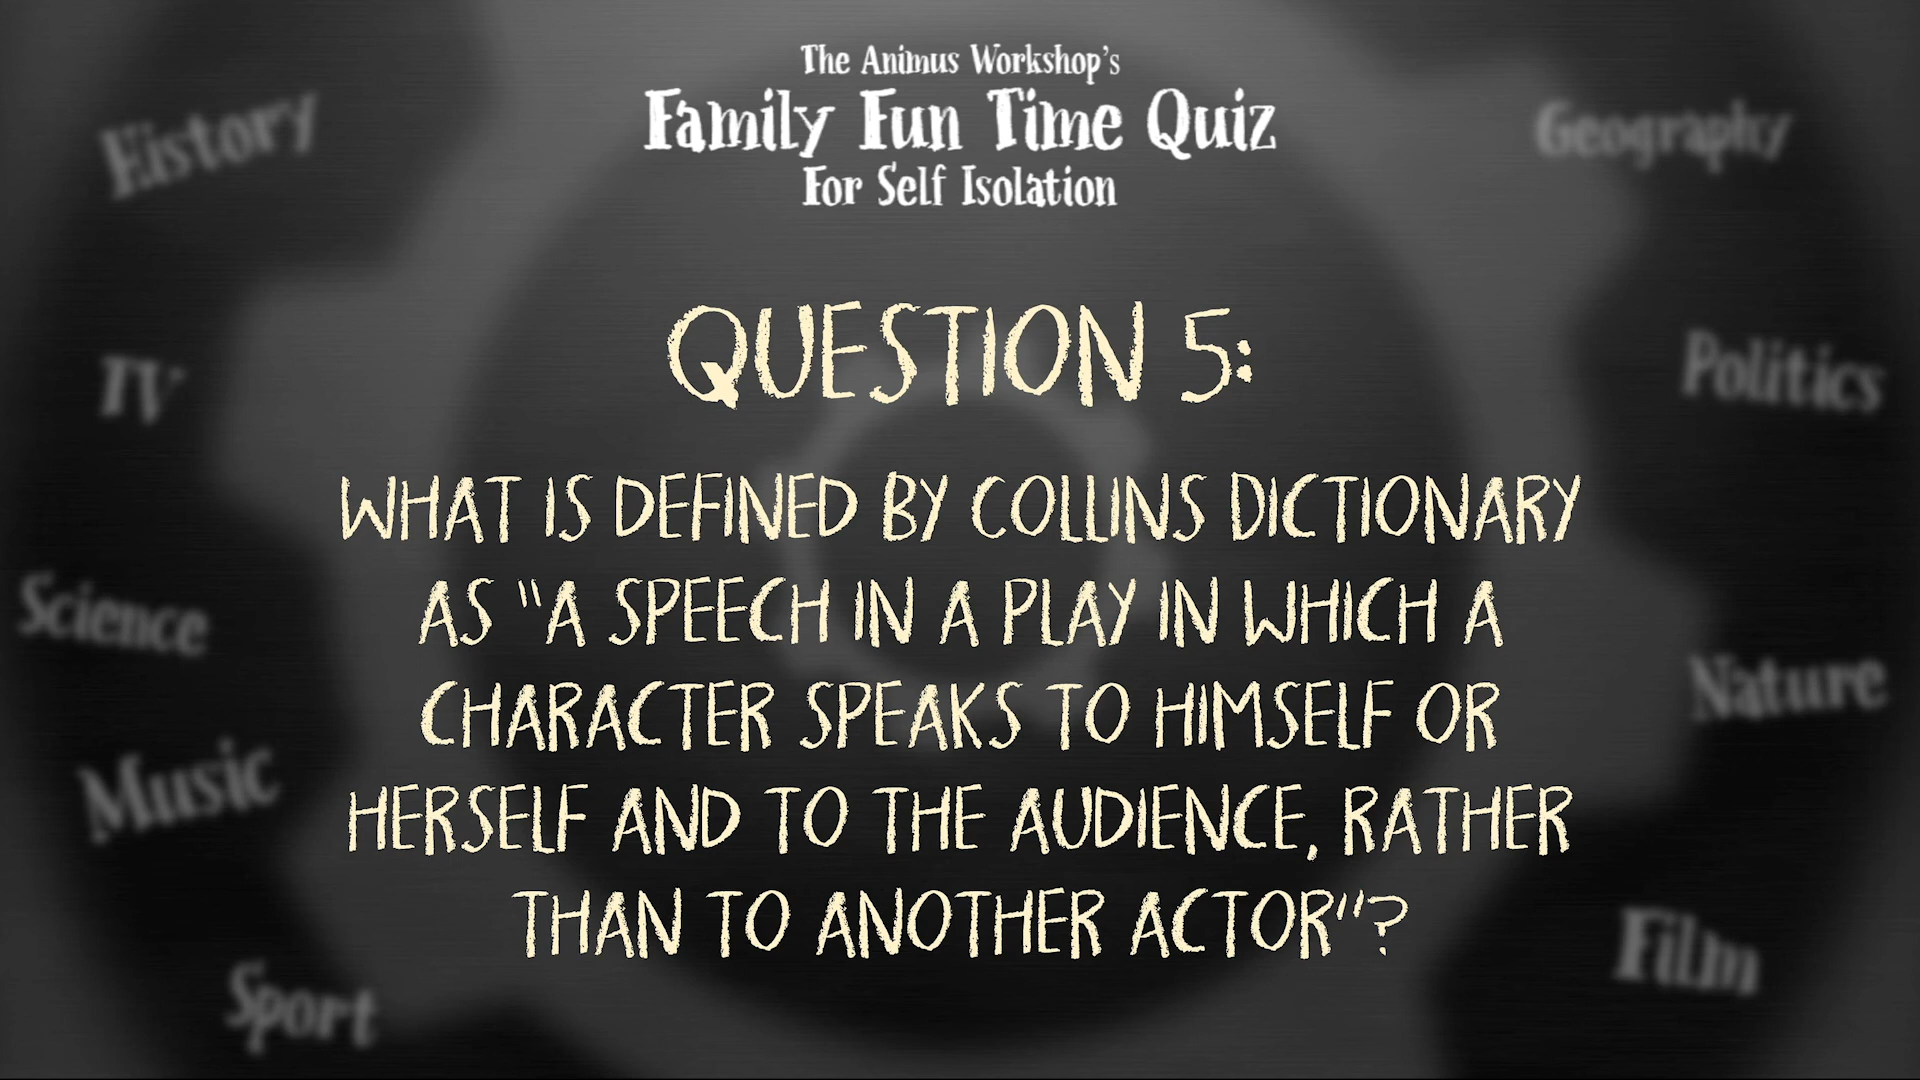 The Animus Workshop's
Family Fun Time Quiz
For Self Isolation
History
Geography
QUESTION 5:
TV
Politics
WHAT IS DEFINED BY COLLINS DICTIONARY
AS "A SPEECH IN A PLAY IN WHICH A
CHARACTER SPEAKS TO HIMSELF OR
HERSELF AND TO THE AUDIENCE, RATHER
THAN TO ANOTHER ACTOR"?
Science
Nature
Music
Film
Sport